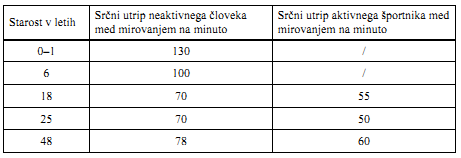 Starost v letih
Srčni utrip neaktivnega človeka
med mirovanjem na minuto
Srčni utrip aktivnega športnika med
mirovanjem na minuto
0–1 130 /
6 100 /
18 70 55
25 70 50
48 78 60